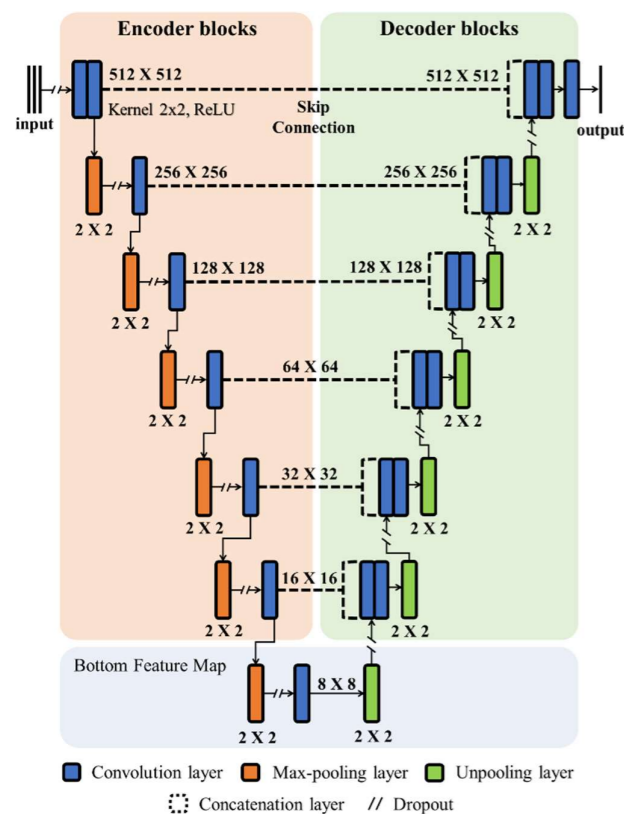 Encoder blocks Decoder blocks
512 X 512 512 X 512
Kernel 2x2, ReLU
Skip
Connection
input output
256 X 256 256 X 256
2 X 2 2 X 2
128 X 128 128 X 128
2 X 2 2 X 2
64 X 64
2 X 2 2 X 2
32 X 32
2 X 2 2 X 2
16 X 16
2 X 2 2 X 2
Bottom Feature Map
8 X 8
2 X 2 2 X 2
Convolution layer Max-pooling layer Unpooling layer
Concatenation layer // Dropout